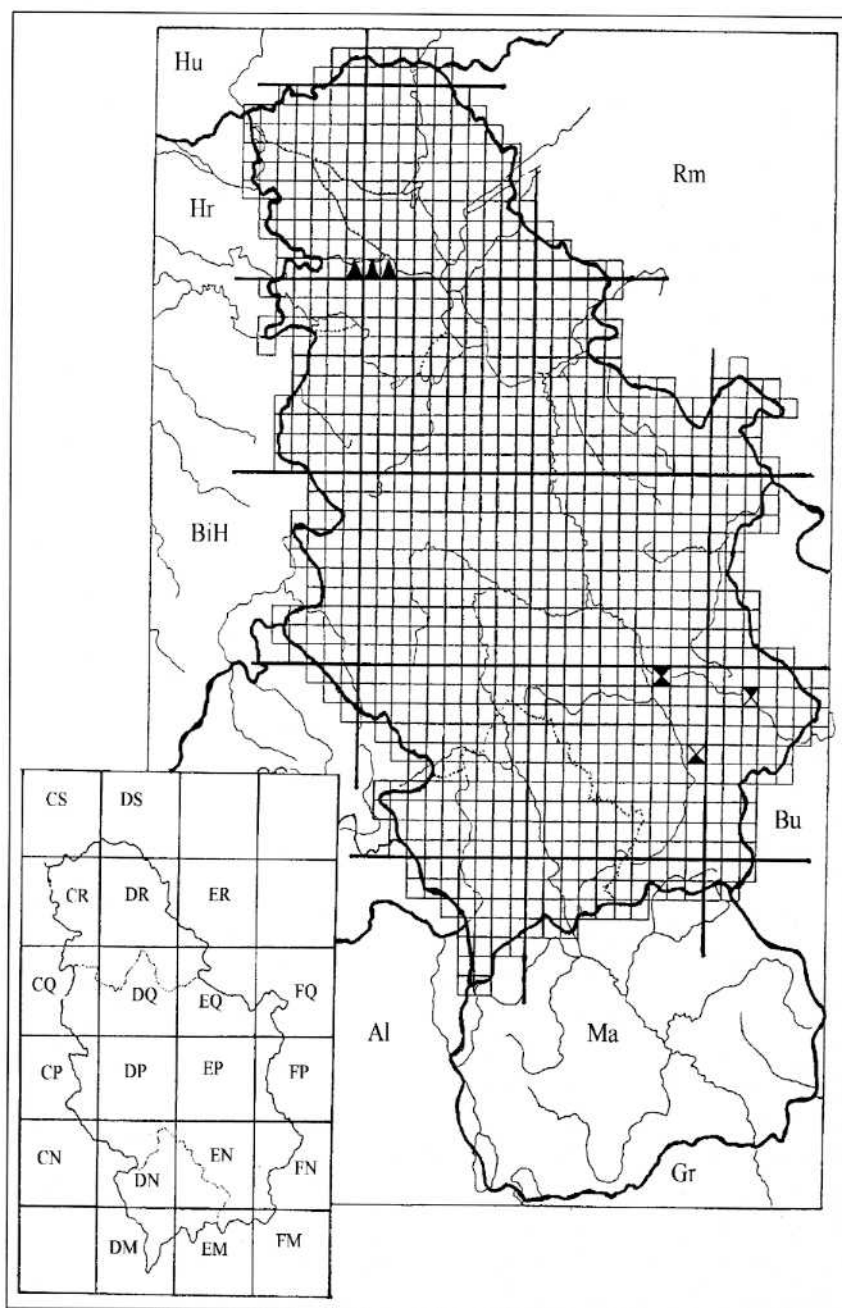 Hu
Rm
Hr
BiH
Bu
Al
Ma
Gr
CS DS
CR DR ER
CQ DQ EQ FQ
CP DP EP FP
CN DN EN FN
DM EM FM